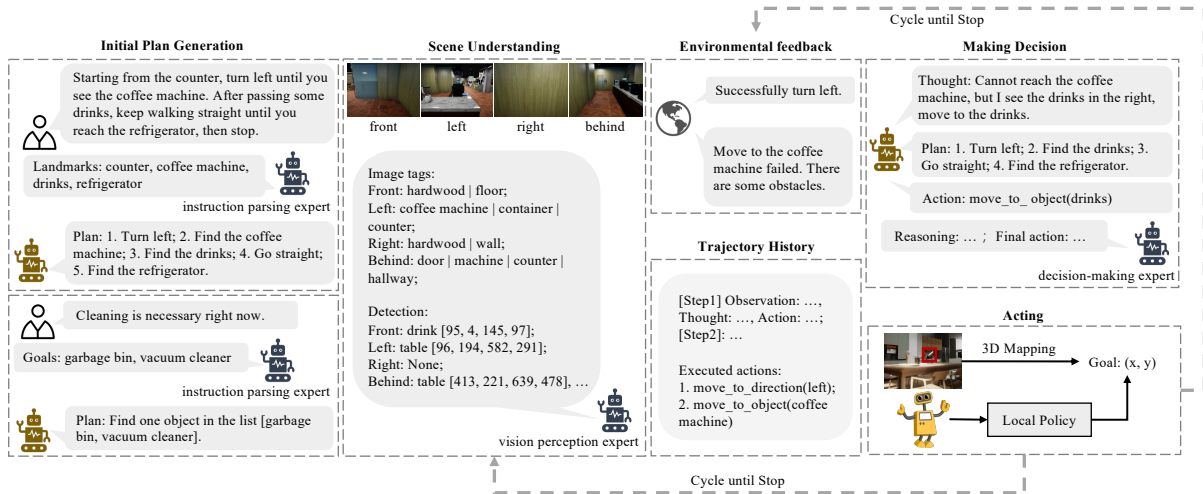 Cycle until Stop
Initial Plan Generation
Starting from the counter, turn left until you
see the coffee machine. After passing some
drinks, keep walking straight until you
reach the refrigerator, then stop.
Landmarks: counter, coffee machine,
drinks, refrigerator
instruction parsing expert
Plan: 1. Turn left; 2. Find the coffee
machine; 3. Find the drinks; 4. Go straight;
5. Find the refrigerator.
Cleaning is necessary right now.
Goals: garbage bin, vacuum cleaner
instruction parsing expert
Plan: Find one object in the list [garbage
bin, vacuum cleaner].
Scene Understanding
front
left
right
behind
Image tags:
Front: hardwood | floor;
Left: coffee machine | container |
counter;
Right: hardwood | wall;
Behind: door | machine | counter |
hallway;
Detection:
Front: drink [95, 4, 145, 97];
Left: table [96, 194, 582, 291];
Right: None;
Behind: table [413, 221, 639, 478], …
vision perception expert
Environmental feedback
Successfully turn left.
Move to the coffee
machine failed. There
are some obstacles.
Trajectory History
[Step1] Observation: …,
Thought: …, Action: …;
[Step2]: …
Executed actions:
1. move_to_direction(left);
2. move_to_object(coffee
machine)
Making Decision
Thought: Cannot reach the coffee
machine, but I see the drinks in the right,
move to the drinks.
Plan: 1. Turn left; 2. Find the drinks; 3.
Go straight; 4. Find the refrigerator.
Action: move_to_ object(drinks)
Reasoning: … ; Final action: …
decision-making expert
Acting
3D Mapping
Goal: (x, y)
Local Policy
Cycle until Stop